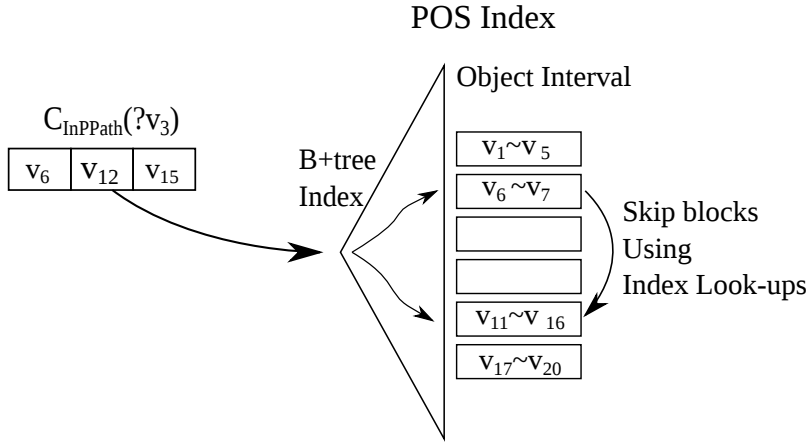 POS Index
Object Interval
C_InPPath(?v_3)
v_6 v_12 v_15
B+tree
Index
v_1~v_5
v_6~v_7
Skip blocks
Using
Index Look-ups
v_11~v_16
v_17~v_20